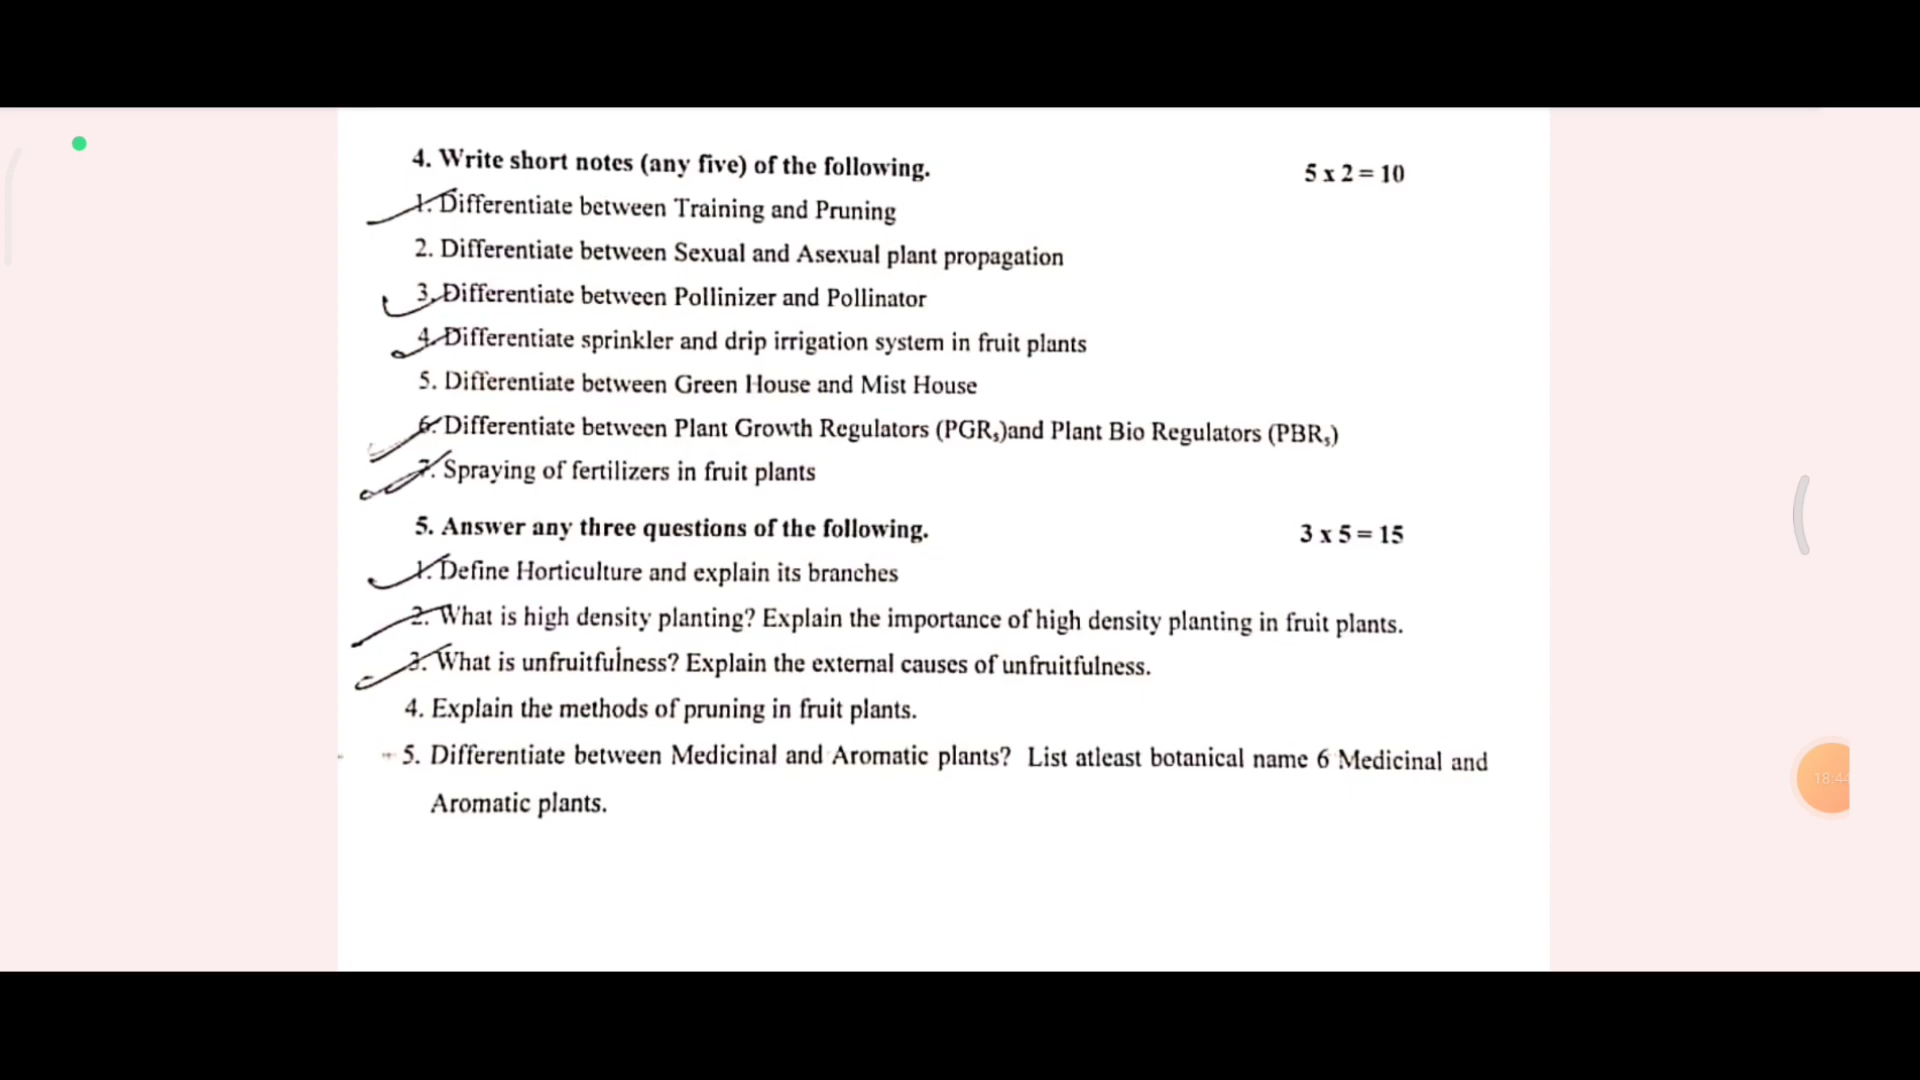 4. Write short notes (any five) of the following. 5 x 2 = 10
1. Differentiate between Training and Pruning
2. Differentiate between Sexual and Asexual plant propagation
3. Differentiate between Pollinizer and Pollinator
4. Differentiate sprinkler and drip irrigation system in fruit plants
5. Differentiate between Green House and Mist House
6. Differentiate between Plant Growth Regulators (PGRs)and Plant Bio Regulators (PBRs)
7. Spraying of fertilizers in fruit plants
5. Answer any three questions of the following. 3 x 5 = 15
1. Define Horticulture and explain its branches
2. What is high density planting? Explain the importance of high density planting in fruit plants.
3. What is unfruitfulness? Explain the external causes of unfruitfulness.
4. Explain the methods of pruning in fruit plants.
5. Differentiate between Medicinal and Aromatic plants? List atleast botanical name 6 Medicinal and
Aromatic plants.
18:44